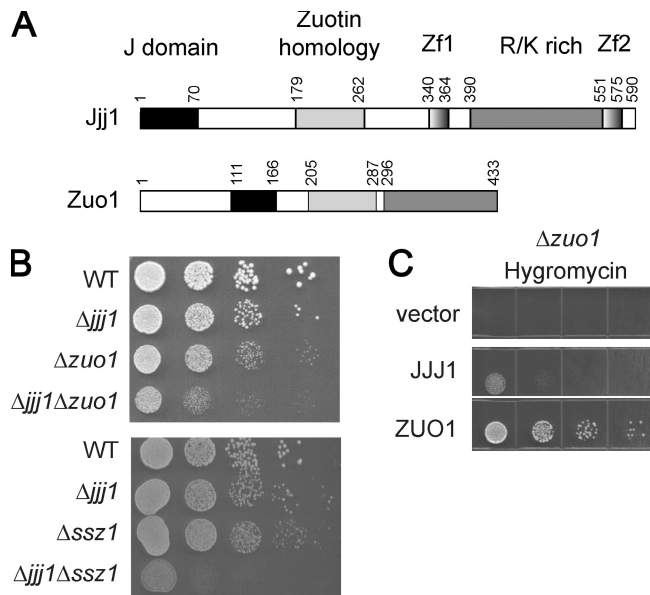 A
J domain
Zuotin homology
Zf1
R/K rich
Zf2
1 70 179 262 340 364 390 551 575 590
Jjj1
1 111 166 205 287 296 433
Zuo1
B
WT
Δjjj1
Δzuo1
Δjjj1Δzuo1
WT
Δjjj1
Δssz1
Δjjj1Δssz1
C
Δzuo1
Hygromycin
vector
JJJ1
ZUO1